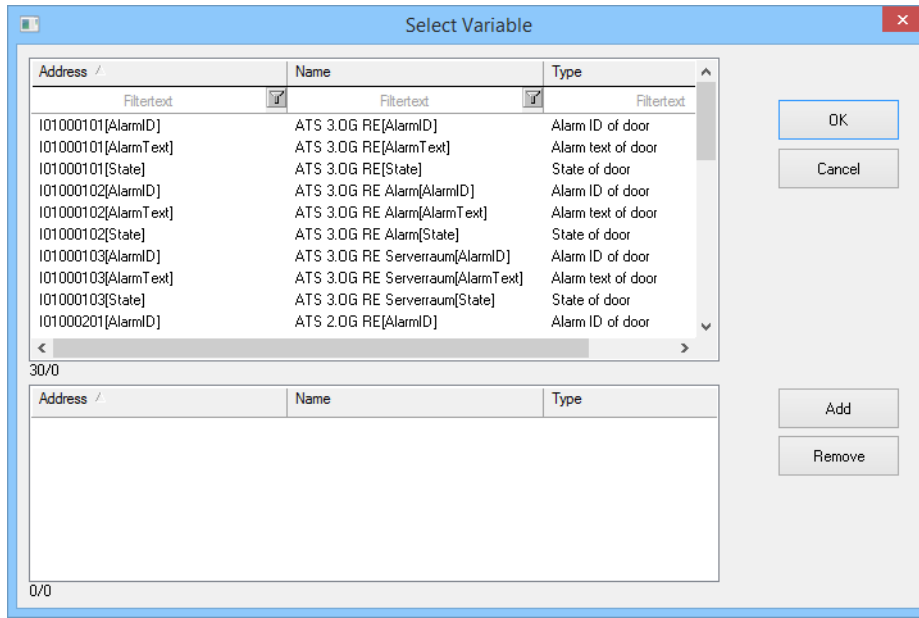 Select Variable
Address Name Type
Filtertext Filtertext Filtertext
I01000101[AlarmID] ATS 3.OG RE[AlarmID] Alarm ID of door
I01000101[AlarmText] ATS 3.OG RE[AlarmText] Alarm text of door
I01000101[State] ATS 3.OG RE[State] State of door
I01000102[AlarmID] ATS 3.OG RE Alarm[AlarmID] Alarm ID of door
I01000102[AlarmText] ATS 3.OG RE Alarm[AlarmText] Alarm text of door
I01000102[State] ATS 3.OG RE Alarm[State] State of door
I01000103[AlarmID] ATS 3.OG RE Serverraum[AlarmID] Alarm ID of door
I01000103[AlarmText] ATS 3.OG RE Serverraum[AlarmText] Alarm text of door
I01000103[State] ATS 3.OG RE Serverraum[State] State of door
I01000201[AlarmID] ATS 2.OG RE[AlarmID] Alarm ID of door
30/0
OK
Cancel
Address Name Type
0/0
Add
Remove